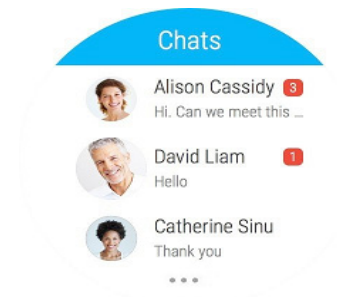 Chats
Alison Cassidy 3
Hi. Can we meet this ...
David Liam 1
Hello
Catherine Sinu
Thank you